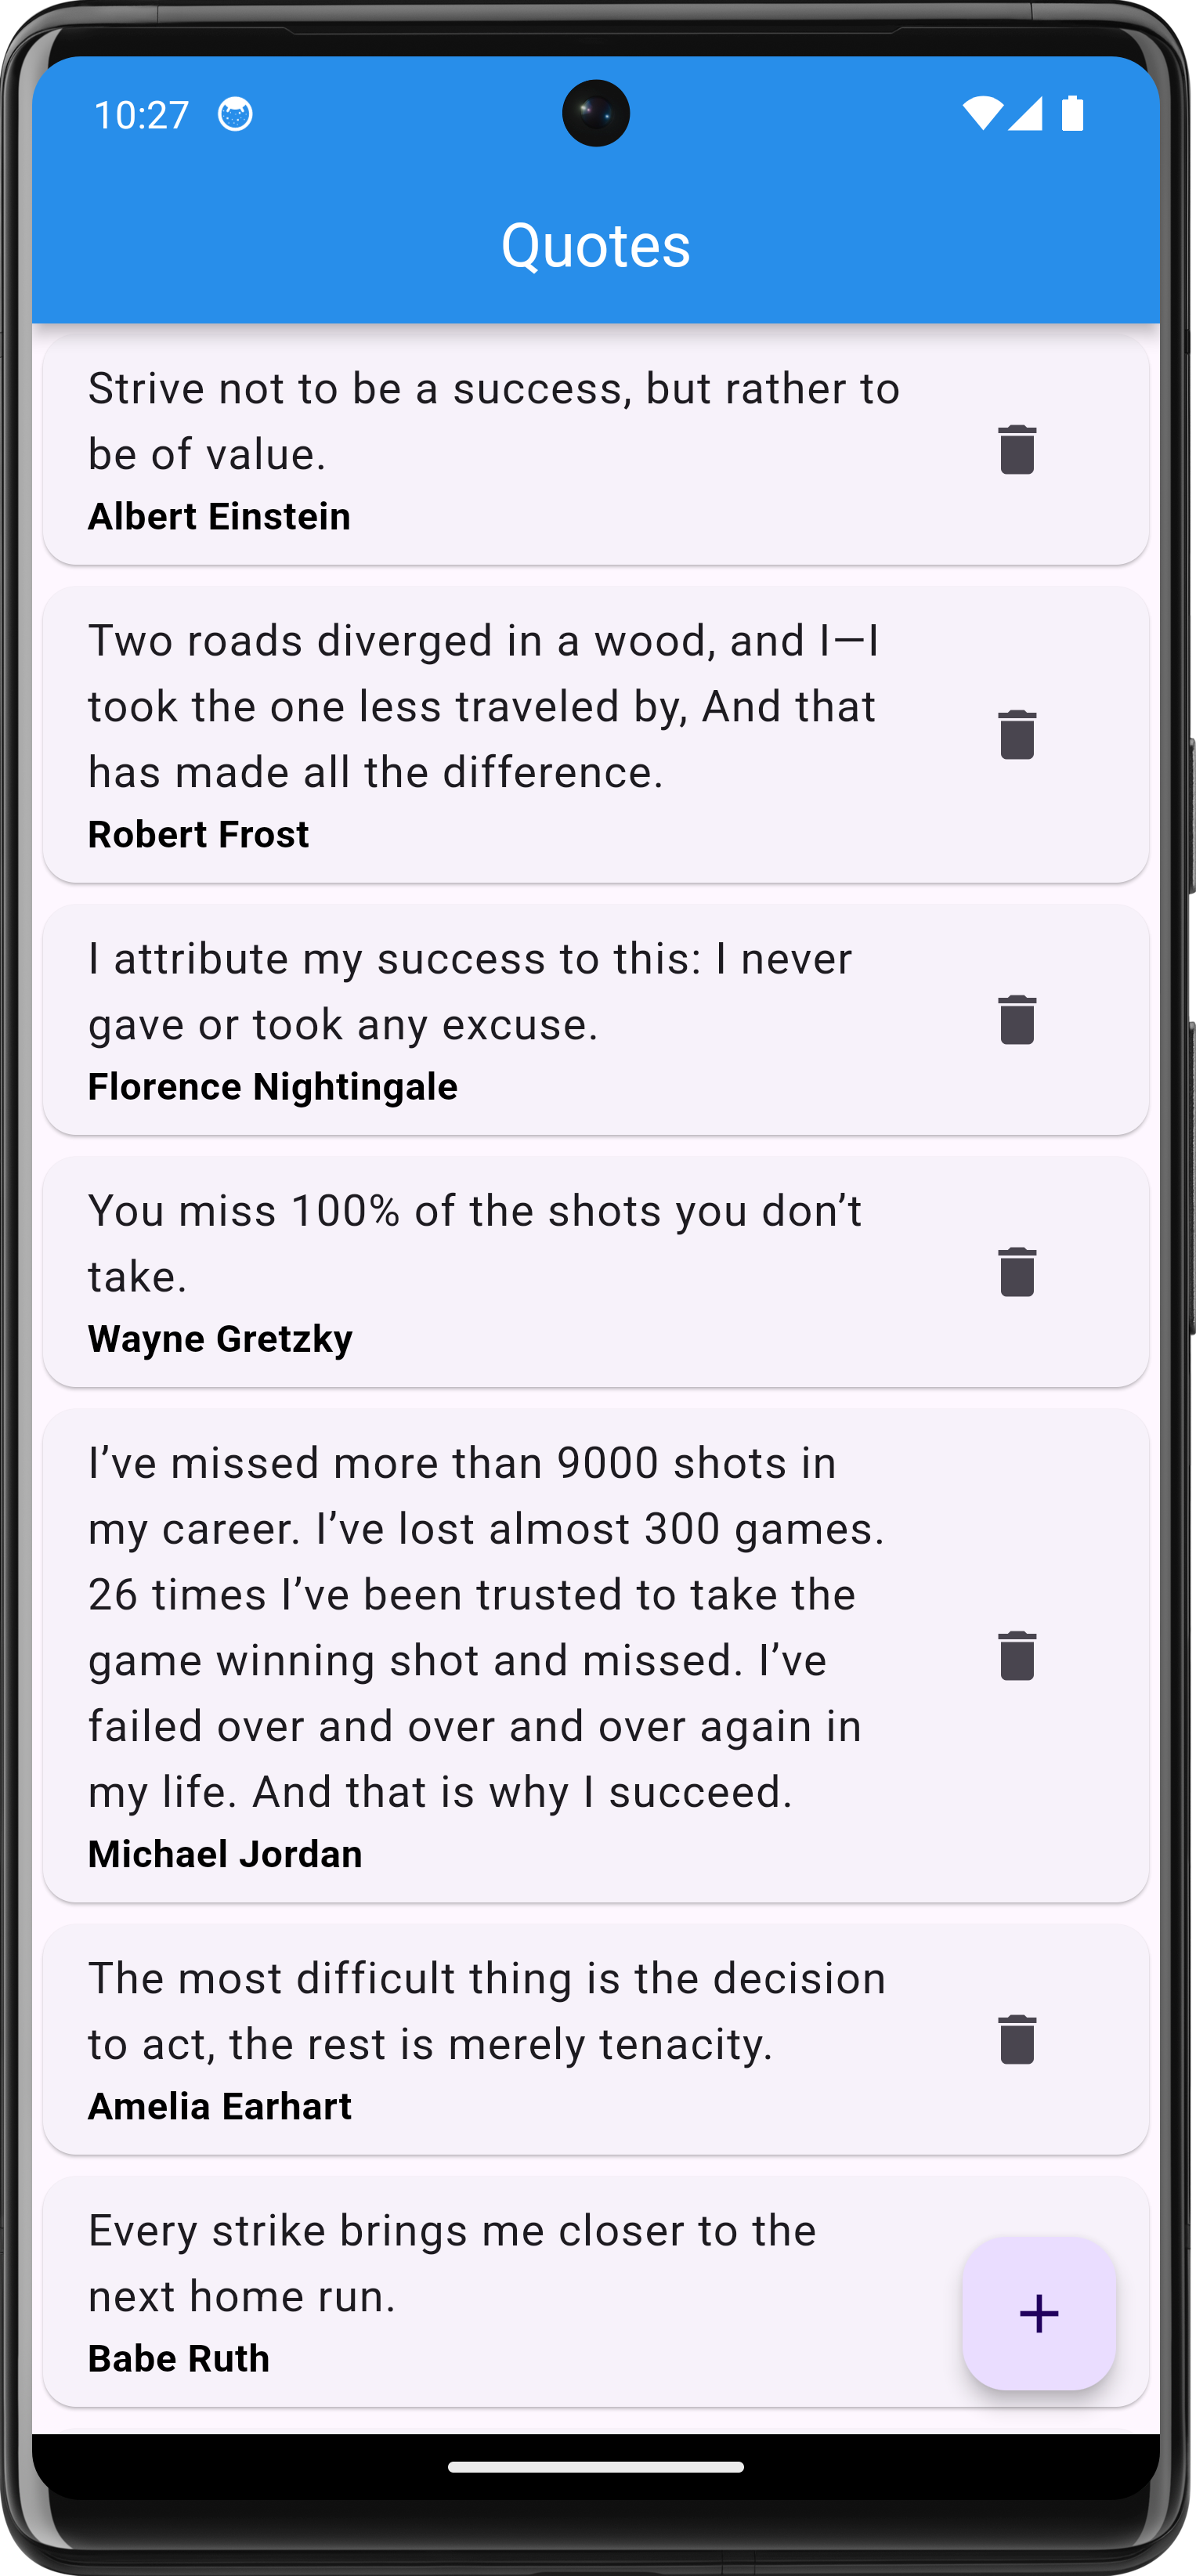 10:27
Quotes
Strive not to be a success, but rather to
be of value.
Albert Einstein
Two roads diverged in a wood, and I—I
took the one less traveled by, And that
has made all the difference.
Robert Frost
I attribute my success to this: I never
gave or took any excuse.
Florence Nightingale
You miss 100% of the shots you don’t
take.
Wayne Gretzky
I’ve missed more than 9000 shots in
my career. I’ve lost almost 300 games.
26 times I’ve been trusted to take the
game winning shot and missed. I’ve
failed over and over and over again in
my life. And that is why I succeed.
Michael Jordan
The most difficult thing is the decision
to act, the rest is merely tenacity.
Amelia Earhart
Every strike brings me closer to the
next home run.
Babe Ruth